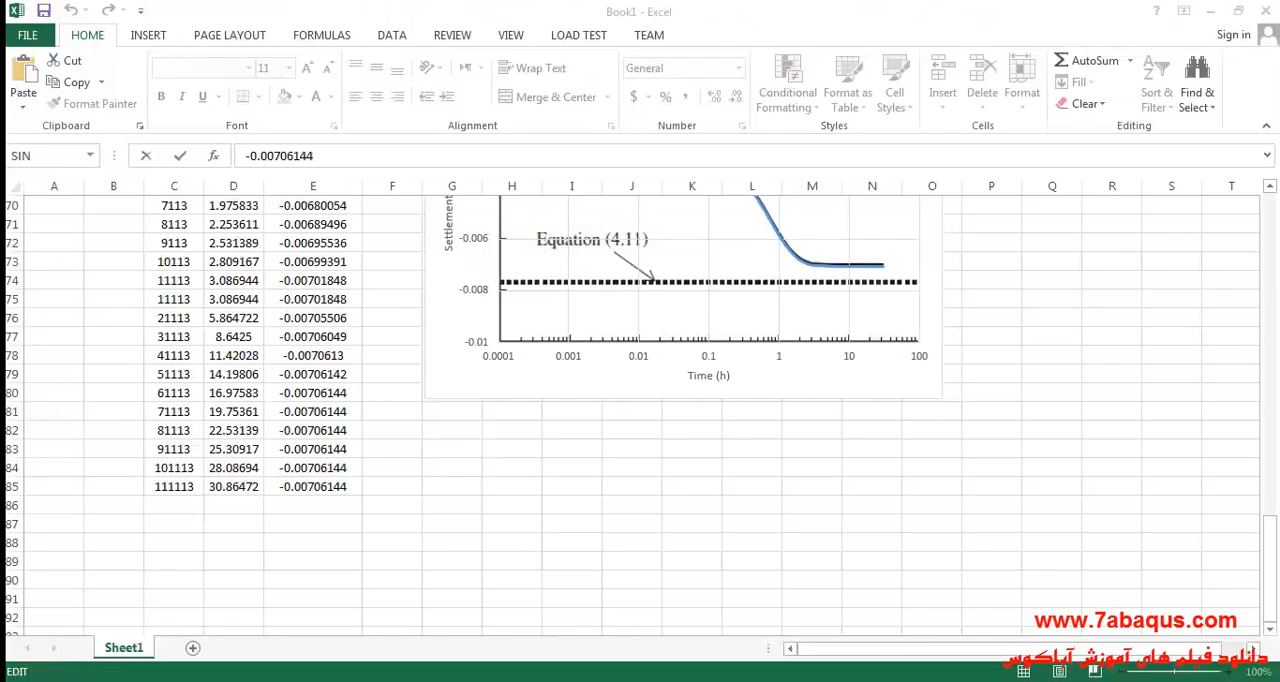 Book1 - Excel
FILE HOME INSERT PAGE LAYOUT FORMULAS DATA REVIEW VIEW LOAD TEST TEAM Sign in
Paste Cut Copy Format Painter
11 Wrap Text Merge & Center General
Conditional Formatting Format as Table Cell Styles Insert Delete Format
AutoSum Fill Clear Sort & Filter Find & Select
Clipboard Font Alignment Number Styles Cells Editing
SIN -0.00706144
A B C D E F G H I J K L M N O P Q R S T
70 7113 1.975833 -0.00680054
71 8113 2.253611 -0.00689496
72 9113 2.531389 -0.00695536
73 10113 2.809167 -0.00699391
74 11113 3.086944 -0.00701848
75 11113 3.086944 -0.00701848
76 21113 5.864722 -0.00705506
77 31113 8.6425 -0.00706049
78 41113 11.42028 -0.0070613
79 51113 14.19806 -0.00706142
80 61113 16.97583 -0.00706144
81 71113 19.75361 -0.00706144
82 81113 22.53139 -0.00706144
83 91113 25.30917 -0.00706144
84 101113 28.08694 -0.00706144
85 111113 30.86472 -0.00706144
86
87
88
89
90
91
92
Settlement
-0.006
-0.008
-0.01
Equation (4.11)
0.0001 0.001 0.01 0.1 1 10 100
Time (h)
www.7abaqus.com
دانلود فیلم های آموزش آباکوس
Sheet1
EDIT 100%